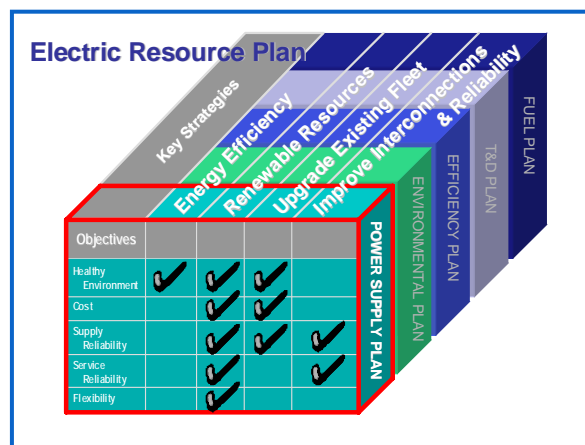 Electric Resource Plan
Key Strategies
Energy Efficiency
Renewable Resources
Upgrade Existing Fleet
Improve Interconnections
& Reliability
Objectives
Healthy
Environment
Cost
Supply
Reliability
Service
Reliability
Flexibility
POWER SUPPLY PLAN
ENVIRONMENTAL PLAN
EFFICIENCY PLAN
T&D PLAN
FUEL PLAN